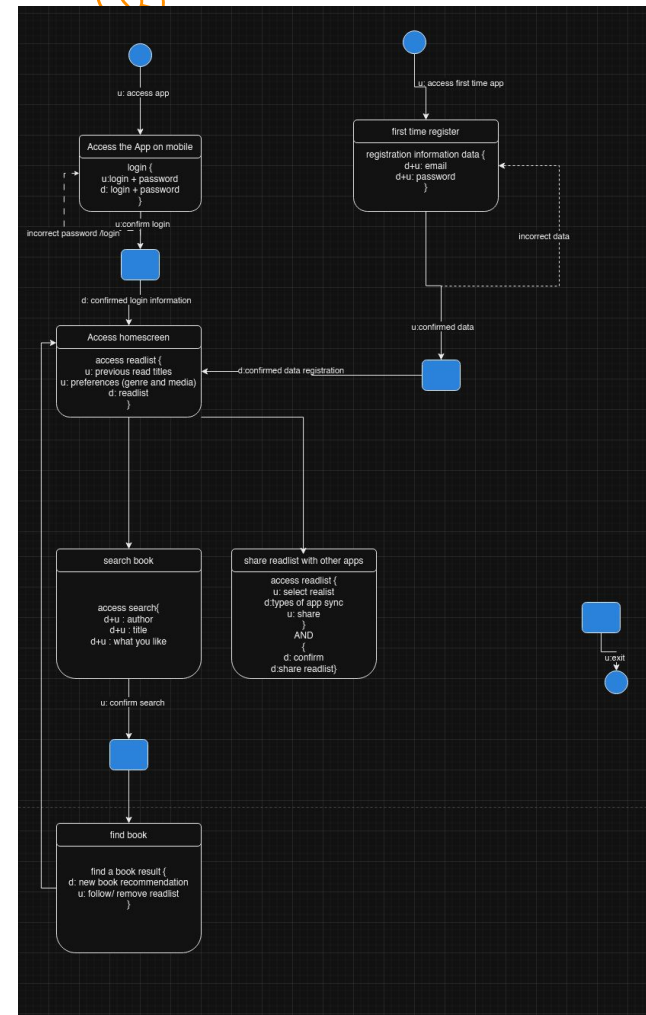 u: access app
u: access first time app
Access the App on mobile
login {
u:login + password
d: login + password
}
first time register
registration information data {
d+u: email
d+u: password
}
u:confirm login
incorrect password /login
incorrect data
d: confirmed login information
u:confirmed data
Access homescreen
access readlist {
u: previous read titles
u: preferences (genre and media)
d: readlist
}
d:confirmed data registration
search book
access search{
d+u : author
d+u : title
d+u : what you like
share readlist with other apps
access readlist {
u: select realist
d:types of app sync
u: share
}
AND
{
d: confirm
d:share readlist}
u:exit
u: confirm search
find book
find a book result {
d: new book recommendation
u: follow/ remove readlist
}